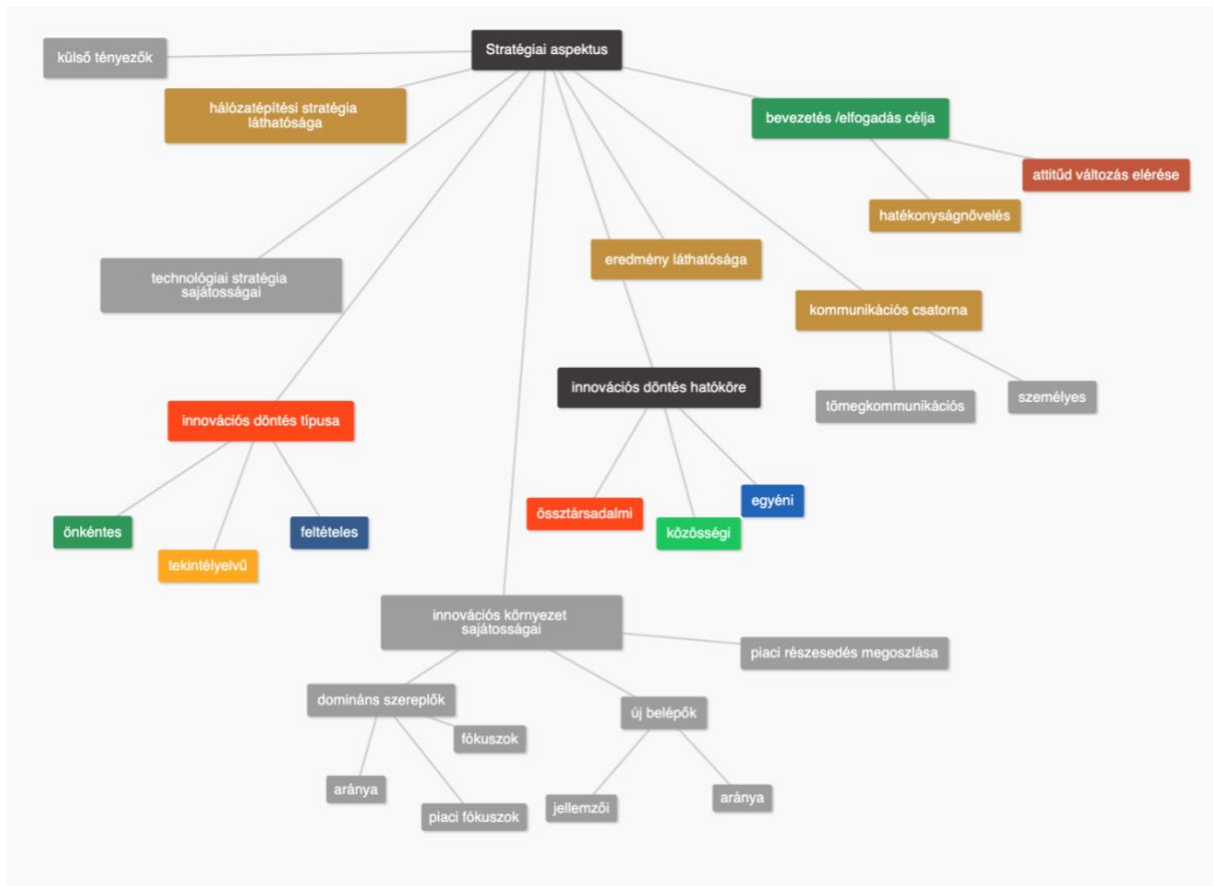 Stratégiai aspektus
külső tényezők
hálózatépítési stratégia
láthatósága
bevezetés /elfogadás célja
attitűd változás elérése
hatékonyságnövelés
eredmény láthatósága
technológiai stratégia
sajátosságai
kommunikációs csatorna
innovációs döntés hatóköre
tömegkommunikációs
személyes
innovációs döntés típusa
össztársadalmi
közösségi
egyéni
önkéntes
tekintélyelvű
feltételes
innovációs környezet
sajátosságai
piaci részesedés megoszlása
domináns szereplők
új belépők
fókuszok
aránya
piaci fókuszok
jellemzői
aránya